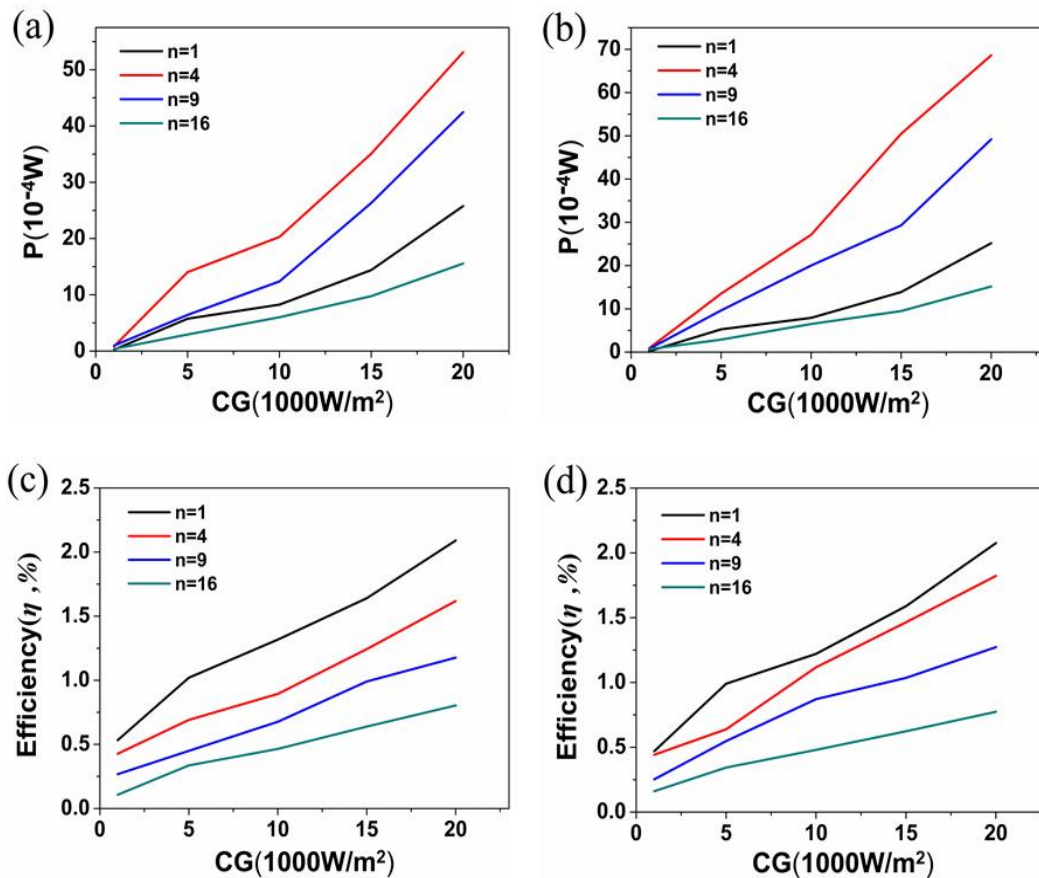 (a)
n=1
n=4
n=9
n=16
50
40
30
20
10
0
P(10⁻⁴W)
0 5 10 15 20
CG(1000W/m²)
(b)
n=1
n=4
n=9
n=16
70
60
50
40
30
20
10
0
P(10⁻⁴W)
0 5 10 15 20
CG(1000W/m²)
(c)
n=1
n=4
n=9
n=16
2.5
2.0
1.5
1.0
0.5
0.0
Efficiency(η ,%)
0 5 10 15 20
CG(1000W/m²)
(d)
n=1
n=4
n=9
n=16
2.5
2.0
1.5
1.0
0.5
0.0
Efficiency(η ,%)
0 5 10 15 20
CG(1000W/m²)